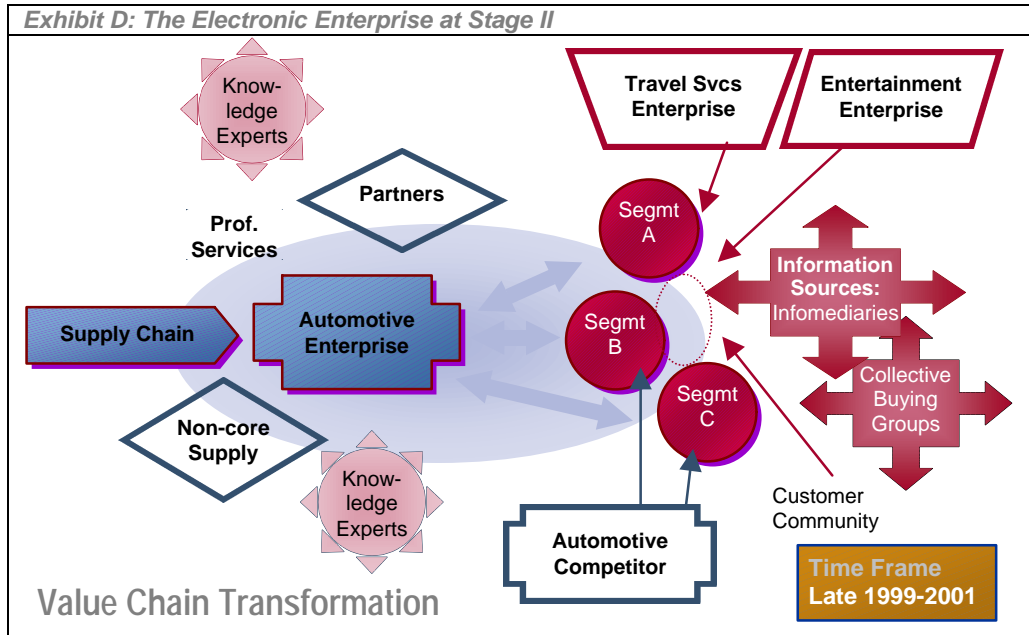 Exhibit D: The Electronic Enterprise at Stage II
Know-
ledge
Experts
Travel Svcs
Enterprise
Entertainment
Enterprise
Partners
Prof.
Services
Segmt
A
Information
Sources:
Infomediaries
Supply Chain
Automotive
Enterprise
Segmt
B
Collective
Buying
Groups
Segmt
C
Non-core
Supply
Know-
ledge
Experts
Customer
Community
Automotive
Competitor
Time Frame
Late 1999-2001
Value Chain Transformation